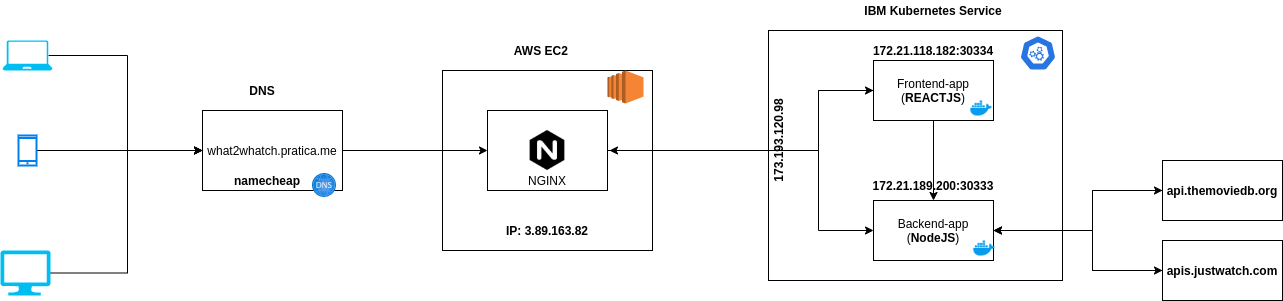 IBM Kubernetes Service
AWS EC2
172.21.118.182:30334
DNS
Frontend-app
(REACTJS)
173.193.120.98
what2whatch.pratica.me
namecheap
DNS
N
NGINX
IP: 3.89.163.82
172.21.189.200:30333
Backend-app
(NodeJS)
api.themoviedb.org
apis.justwatch.com